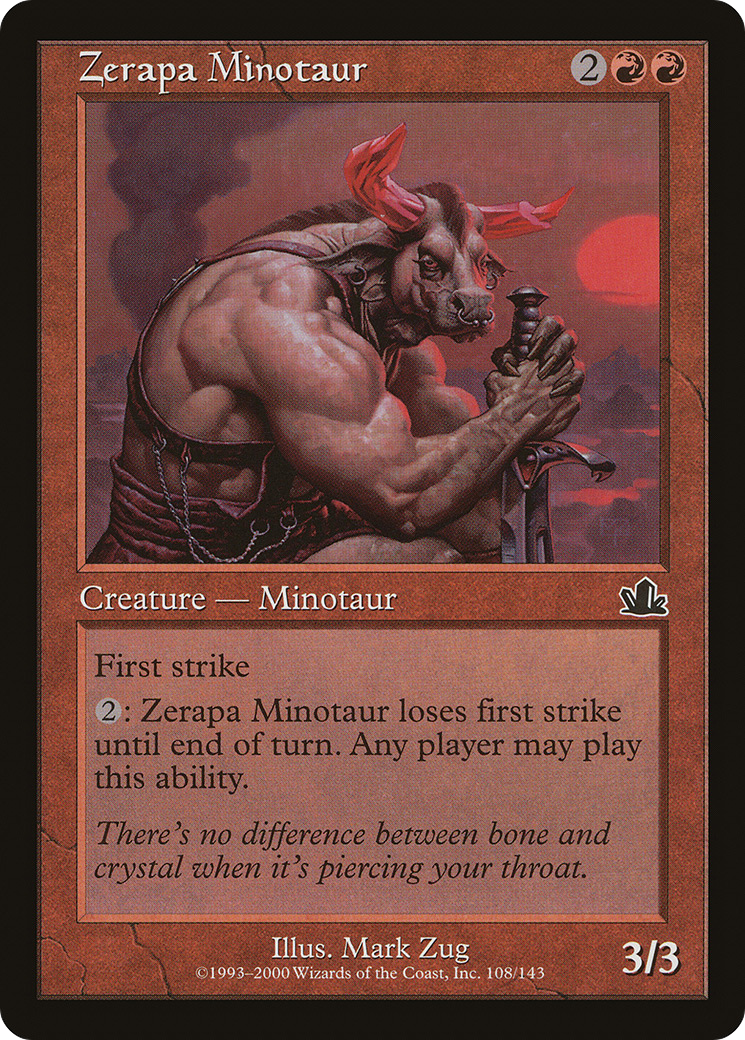 Zerapa Minotaur 2
Creature — Minotaur
First strike
2: Zerapa Minotaur loses first strike
until end of turn. Any player may play
this ability.
There's no difference between bone and
crystal when it's piercing your throat.
Illus. Mark Zug
©1993–2000 Wizards of the Coast, Inc. 108/143
3/3